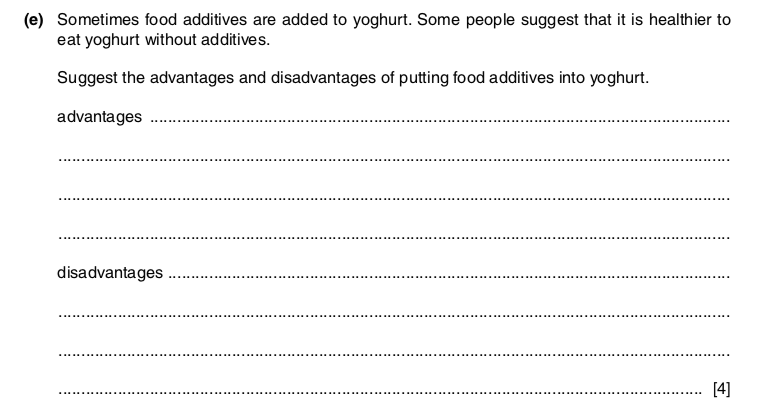 (e) Sometimes food additives are added to yoghurt. Some people suggest that it is healthier to
eat yoghurt without additives.
Suggest the advantages and disadvantages of putting food additives into yoghurt.
advantages ..........................................................................................................................
..........................................................................................................................................
..........................................................................................................................................
..........................................................................................................................................
disadvantages ......................................................................................................................
..........................................................................................................................................
..........................................................................................................................................
.................................................................................................................................... [4]